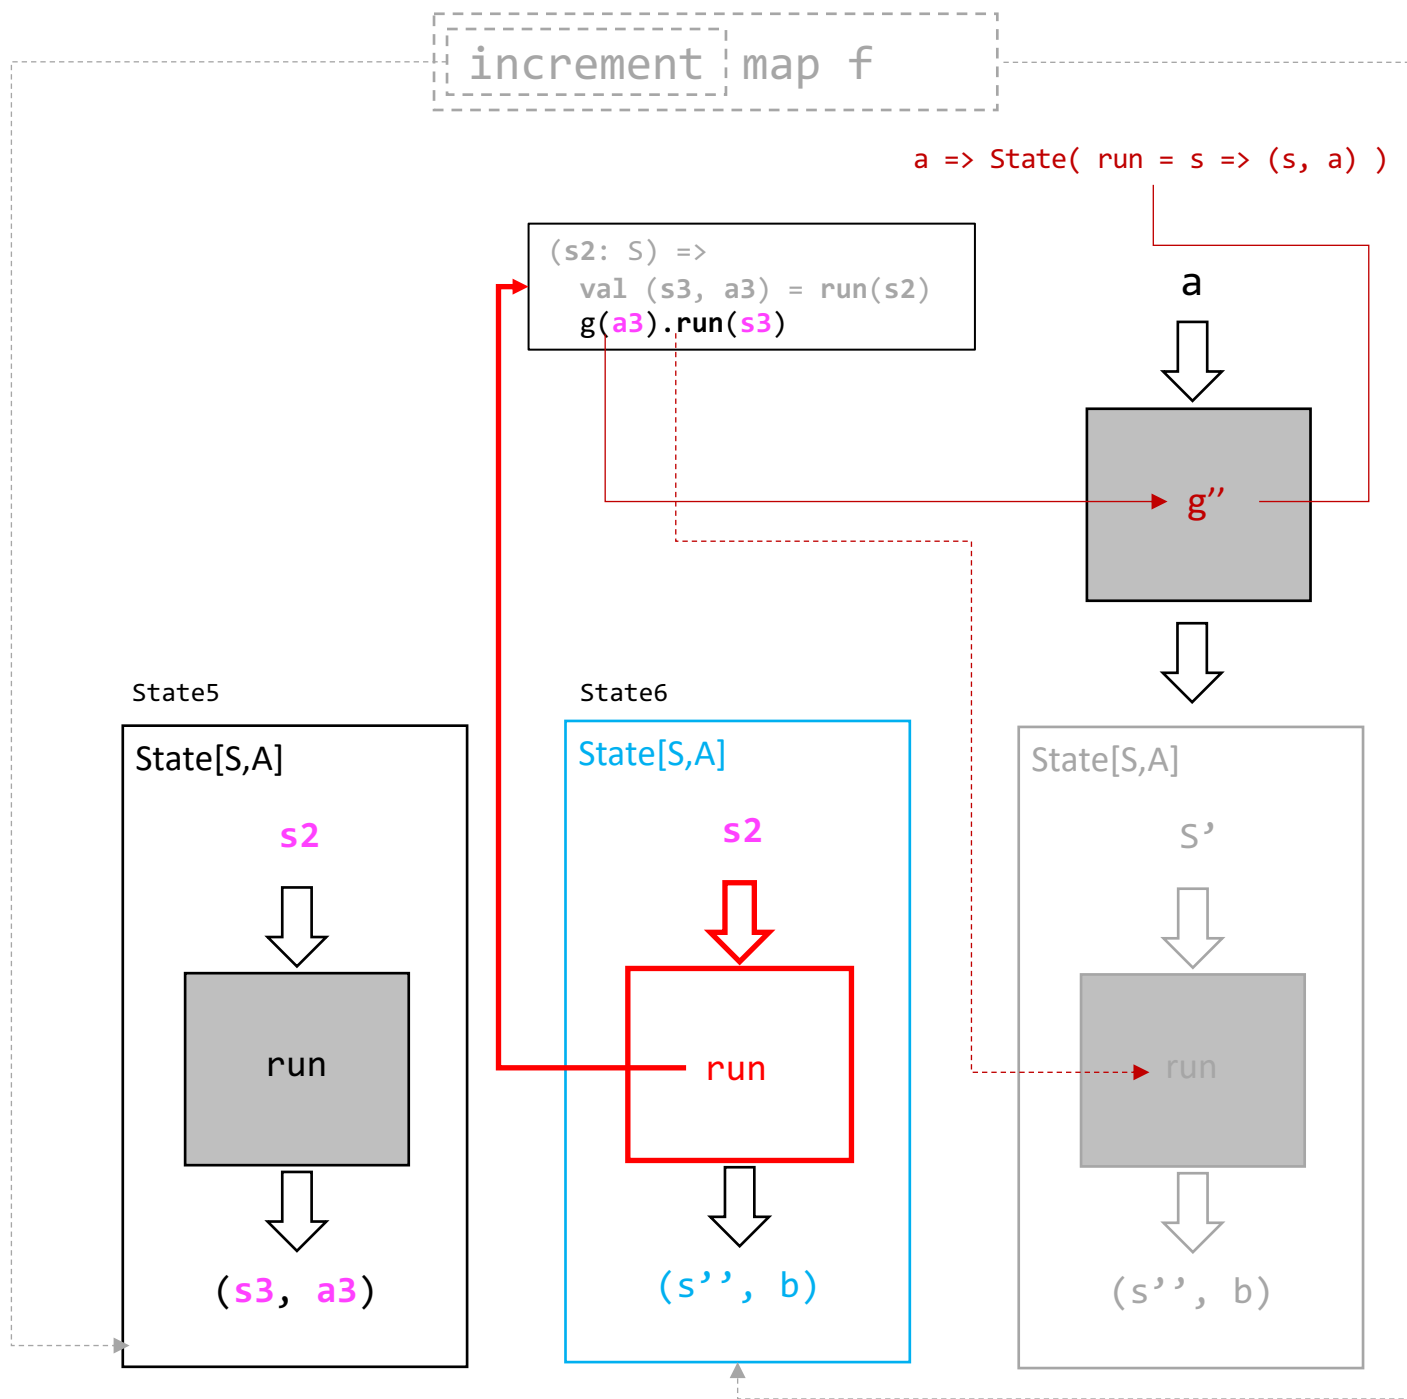 increment map f
a => State( run = s => (s, a) )
(s2: S) =>
val (s3, a3) = run(s2)
g(a3).run(s3)
a
g’’
State5
State[S,A]
s2
run
(s3, a3)
State6
State[S,A]
s2
run
(s’’, b)
State[S,A]
S’
run
(s’’, b)